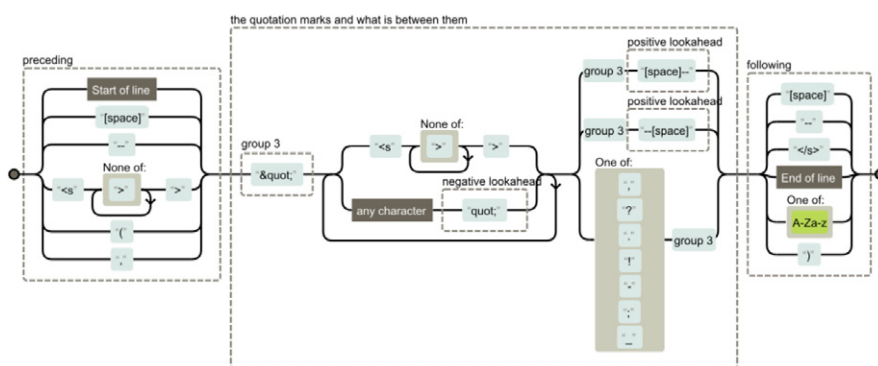 the quotation marks and what is between them
preceding
Start of line
"[space]"
"--"
None of:
"<s" ">" ">"
"("
group 3
"&quot;"
None of:
"<s" ">" ">"
negative lookahead
any character "quot;"
positive lookahead
group 3 "[space]--"
positive lookahead
group 3 "--[space]"
One of:
"?"
"!"
group 3
following
"[space]"
"--"
"</s>"
End of line
One of:
A-Za-z
")"